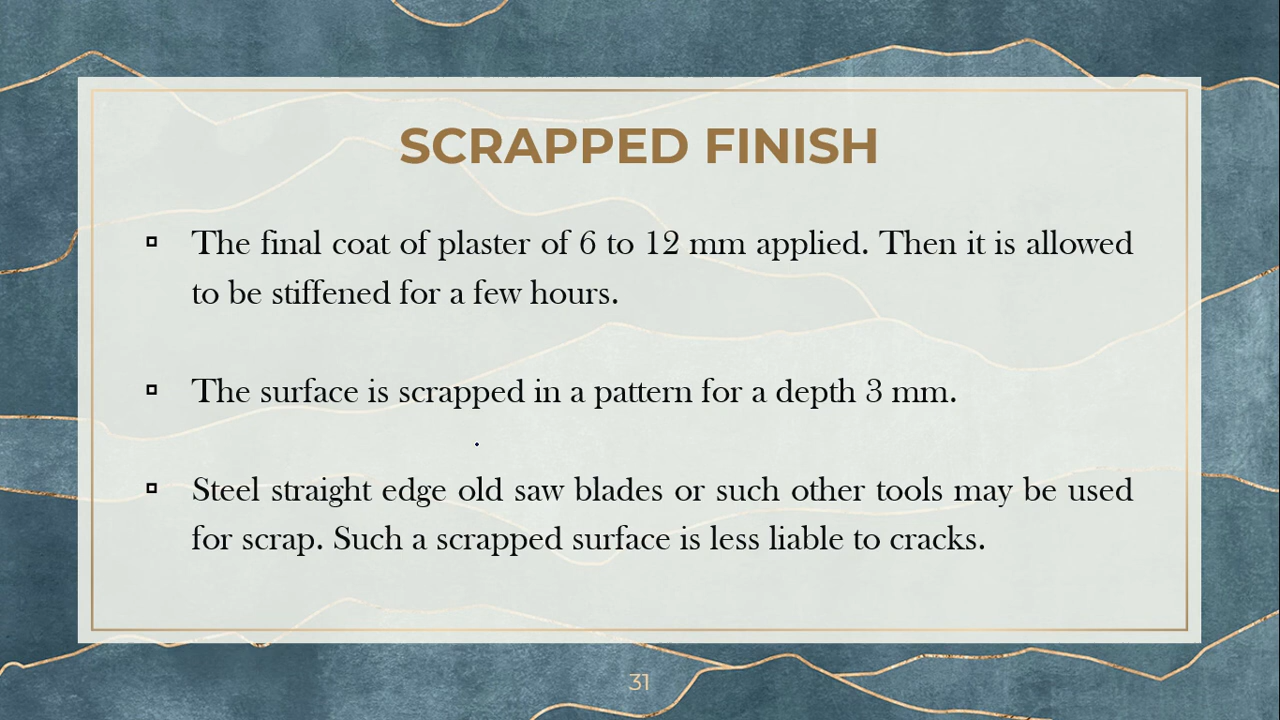 SCRAPPED FINISH
▫ The final coat of plaster of 6 to 12 mm applied. Then it is allowed
to be stiffened for a few hours.
▫ The surface is scrapped in a pattern for a depth 3 mm.
▫ Steel straight edge old saw blades or such other tools may be used
for scrap. Such a scrapped surface is less liable to cracks.
31